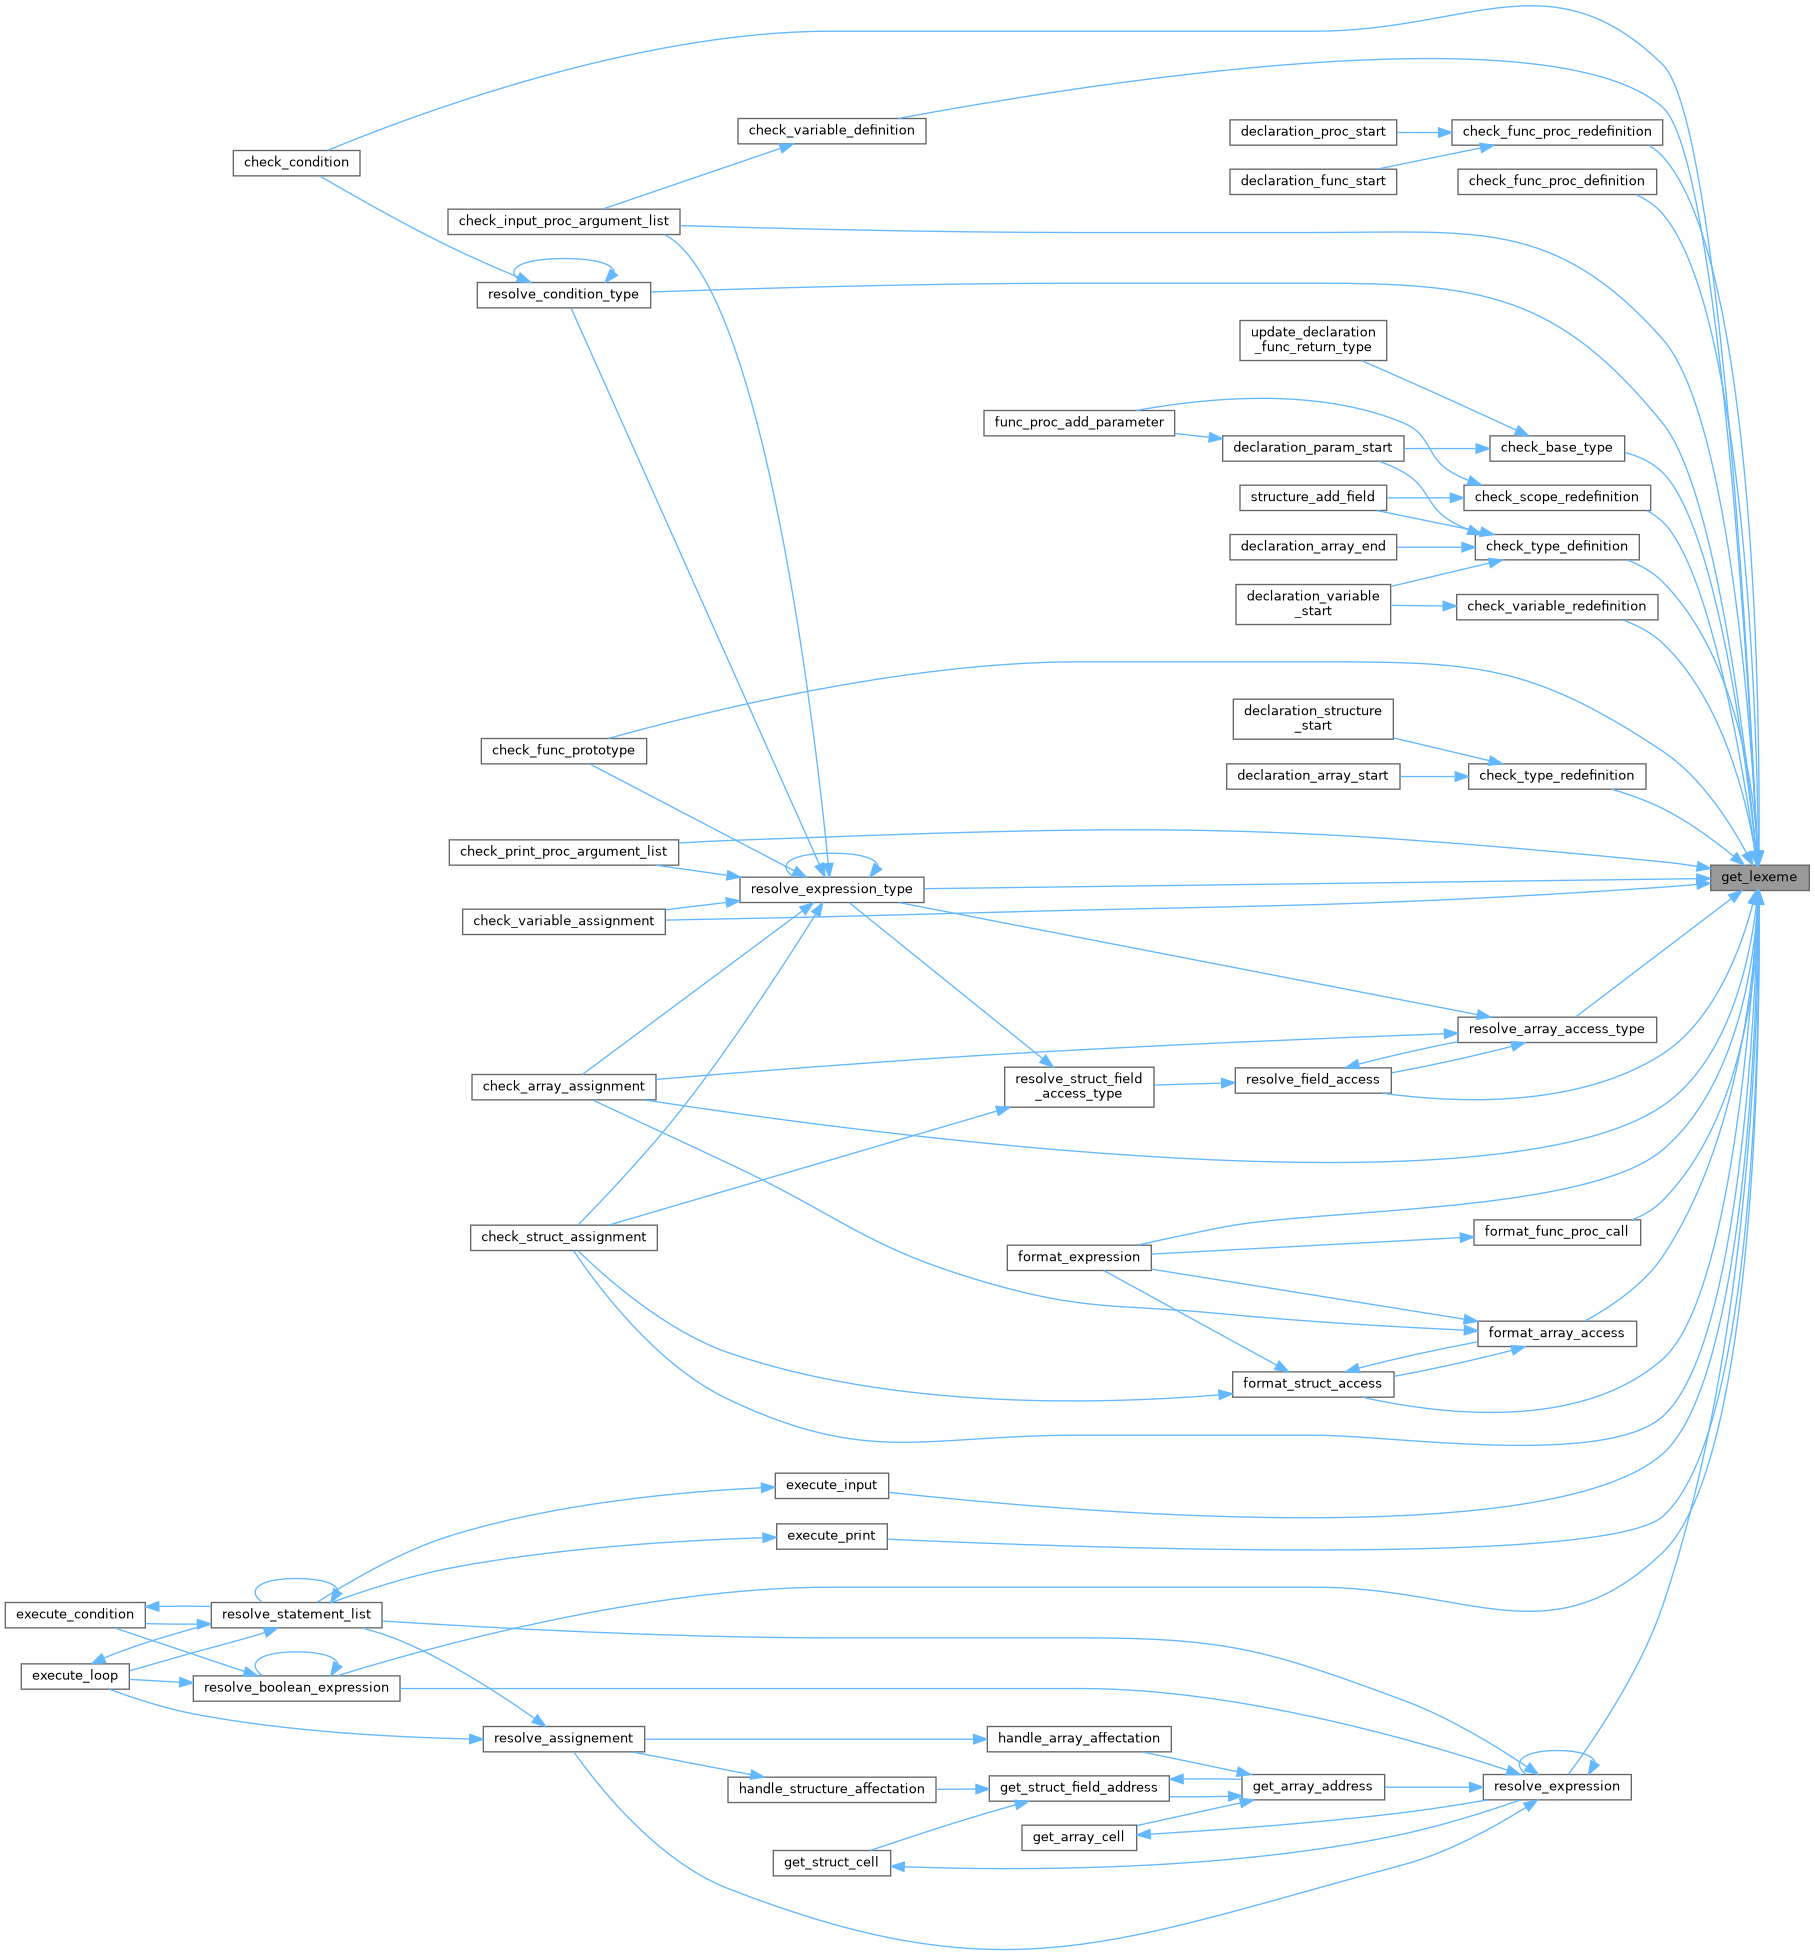 check_variable_definition
declaration_proc_start
check_func_proc_redefinition
check_condition
declaration_func_start
check_func_proc_definition
check_input_proc_argument_list
resolve_condition_type
update_declaration
_func_return_type
func_proc_add_parameter
declaration_param_start
check_base_type
structure_add_field
check_scope_redefinition
declaration_array_end
check_type_definition
declaration_variable
_start
check_variable_redefinition
declaration_structure
_start
check_func_prototype
declaration_array_start
check_type_redefinition
check_print_proc_argument_list
resolve_expression_type
get_lexeme
check_variable_assignment
resolve_array_access_type
check_array_assignment
resolve_struct_field
_access_type
resolve_field_access
check_struct_assignment
format_expression
format_func_proc_call
format_array_access
format_struct_access
execute_input
execute_print
execute_condition
resolve_statement_list
execute_loop
resolve_boolean_expression
resolve_assignement
handle_array_affectation
handle_structure_affectation
get_struct_field_address
get_array_address
resolve_expression
get_array_cell
get_struct_cell